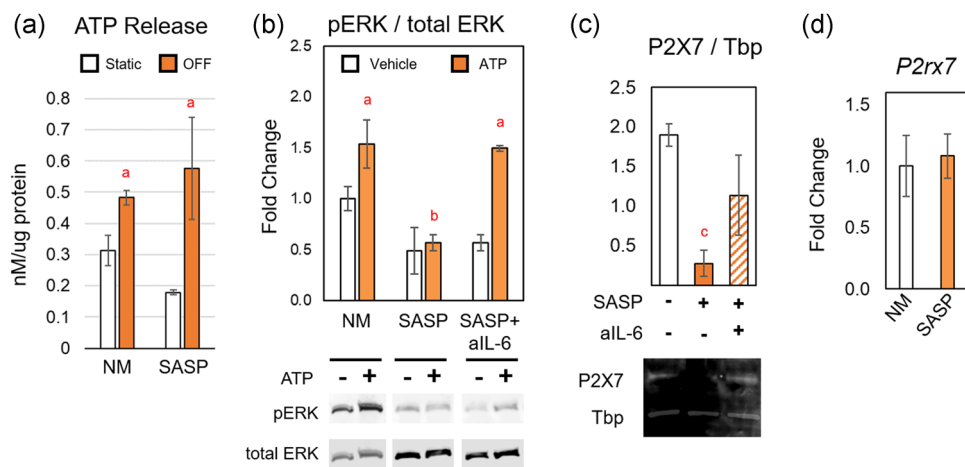 (a)
ATP Release
Static OFF
nM/ug protein
0.8
0.7
0.6
0.5
0.4
0.3
0.2
0.1
0
a
a
NM SASP
(b)
pERK / total ERK
Vehicle ATP
Fold Change
2.5
2.0
1.5
1.0
0.5
0.0
a
b
a
NM SASP SASP+
aIL-6
ATP - + - + - +
pERK
total ERK
(c)
P2X7 / Tbp
2.0
1.5
1.0
0.5
c
SASP - + +
aIL-6 - +
P2X7
Tbp
(d)
P2rx7
Fold Change
1.5
1.0
0.5
0.0
NM
SASP